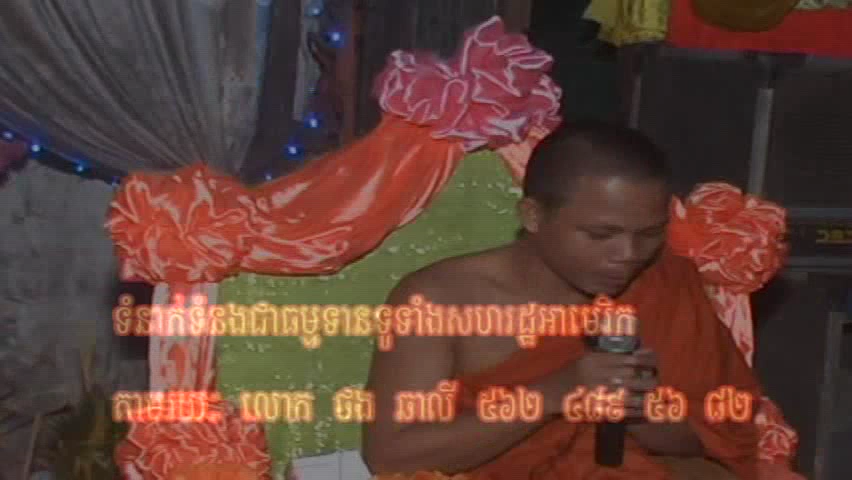 ទំនាក់ទំនងជាធម្មទានទូទាំងសហរដ្ឋអាមេរិក
តាមរយៈ លោក ថង ឆាលី ៥៦២ ៤៨៩ ៥៦ ៨២